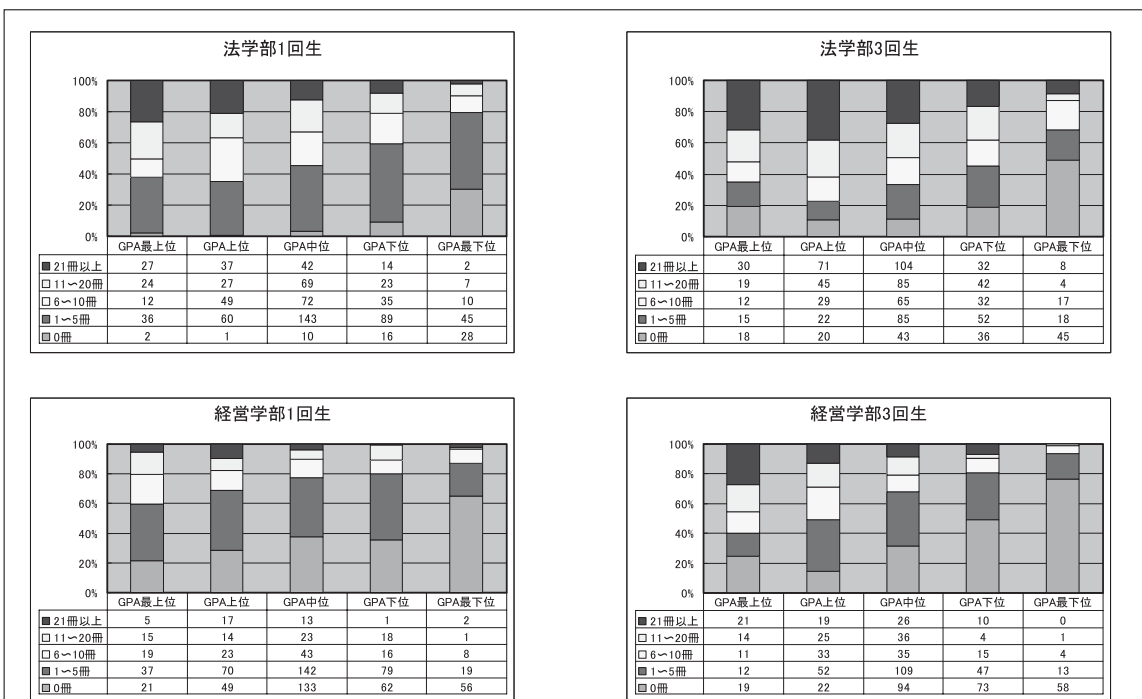 法学部1回生
100%
80%
60%
40%
20%
0%
GPA最上位 GPA上位 GPA中位 GPA下位 GPA最下位
21冊以上 27 37 42 14 2
11～20冊 24 27 69 23 7
6～10冊 12 49 72 35 10
1～5冊 36 60 143 89 45
0冊 2 1 10 16 28
法学部3回生
100%
80%
60%
40%
20%
0%
GPA最上位 GPA上位 GPA中位 GPA下位 GPA最下位
21冊以上 30 71 104 32 8
11～20冊 19 45 85 42 4
6～10冊 12 29 65 32 17
1～5冊 15 22 85 52 18
0冊 18 20 43 36 45
経営学部1回生
100%
80%
60%
40%
20%
0%
GPA最上位 GPA上位 GPA中位 GPA下位 GPA最下位
21冊以上 5 17 13 1 2
11～20冊 15 14 23 18 1
6～10冊 19 23 43 16 8
1～5冊 37 70 142 79 19
0冊 21 49 133 62 56
経営学部3回生
100%
80%
60%
40%
20%
0%
GPA最上位 GPA上位 GPA中位 GPA下位 GPA最下位
21冊以上 21 19 26 10 0
11～20冊 14 25 36 4 1
6～10冊 11 33 35 15 4
1～5冊 12 52 109 47 13
0冊 19 22 94 73 58